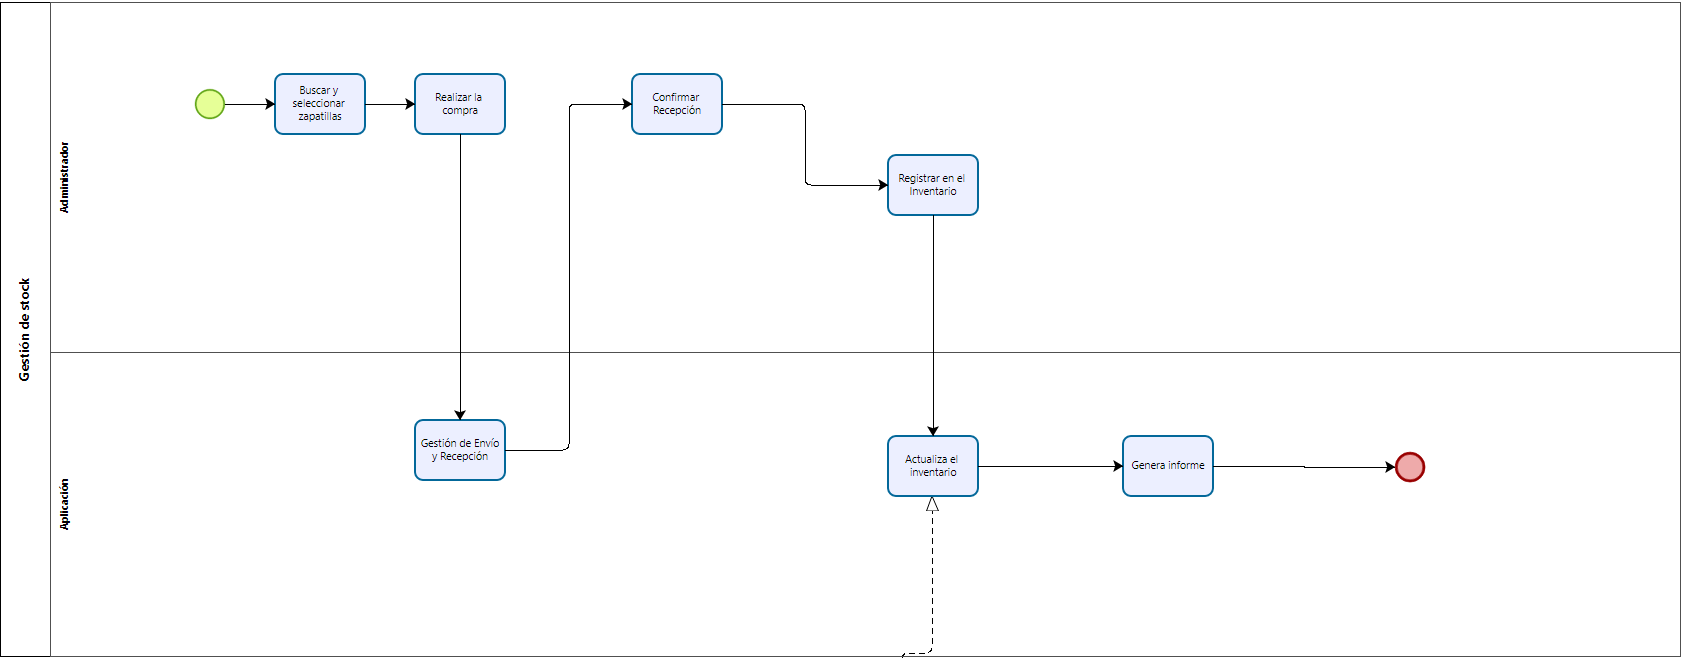 Gestión de stock
Administrador
Buscar y
seleccionar
zapatillas
Realizar la
compra
Confirmar
Recepción
Registrar en el
Inventario
Aplicación
Gestión de Envío
y Recepción
Actualiza el
inventario
Genera informe